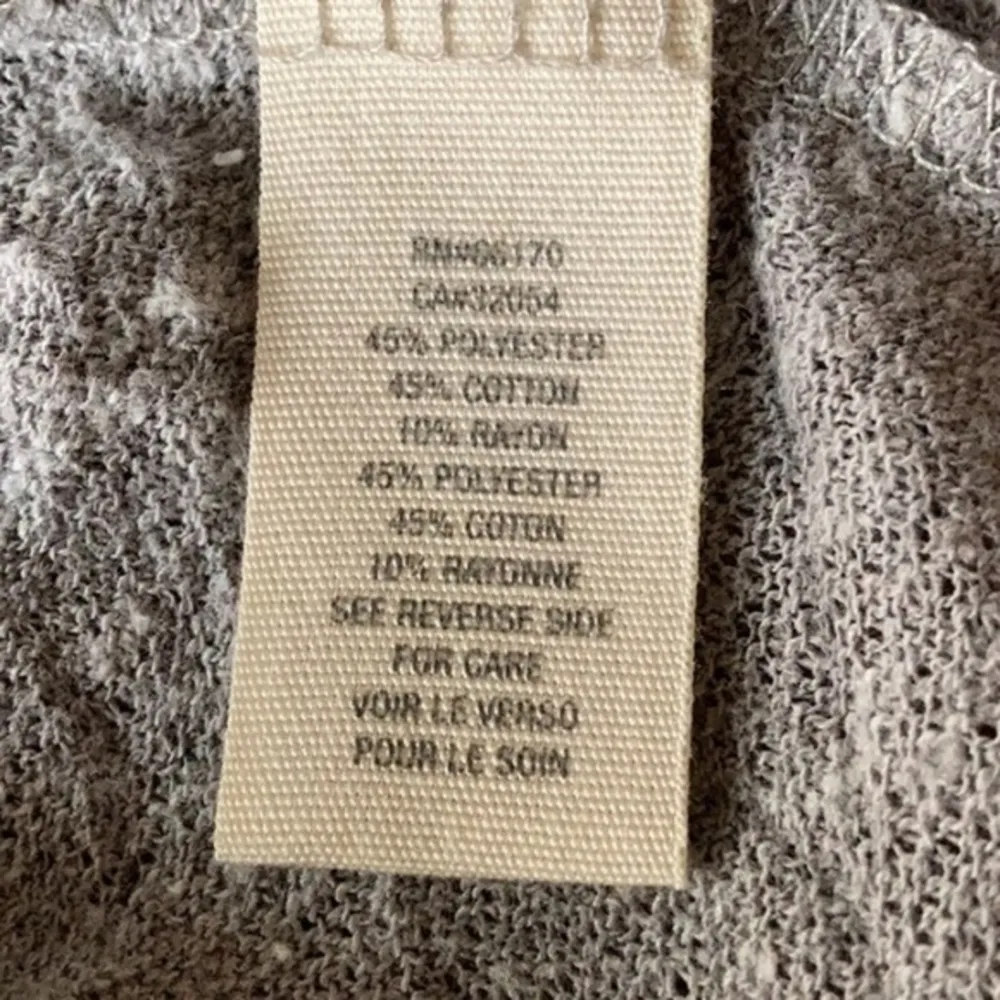 RN#66170
CA#32054
45% POLYESTER
45% COTTON
10% RAYON
45% POLYESTER
45% COTON
10% RAYONNE
SEE REVERSE SIDE
FOR CARE
VOIR LE VERSO
POUR LE SOIN